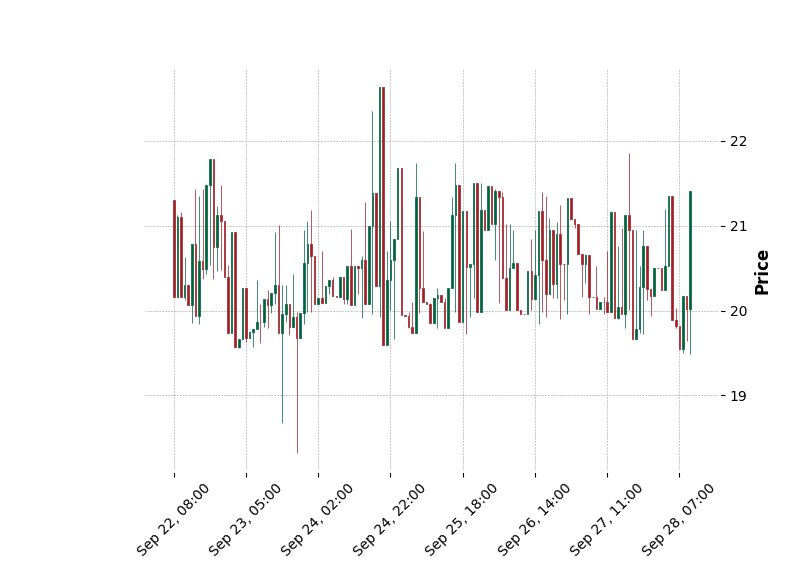 22
21
20
19
Price
Sep 22, 08:00
Sep 23, 05:00
Sep 24, 02:00
Sep 24, 22:00
Sep 25, 18:00
Sep 26, 14:00
Sep 27, 11:00
Sep 28, 07:00